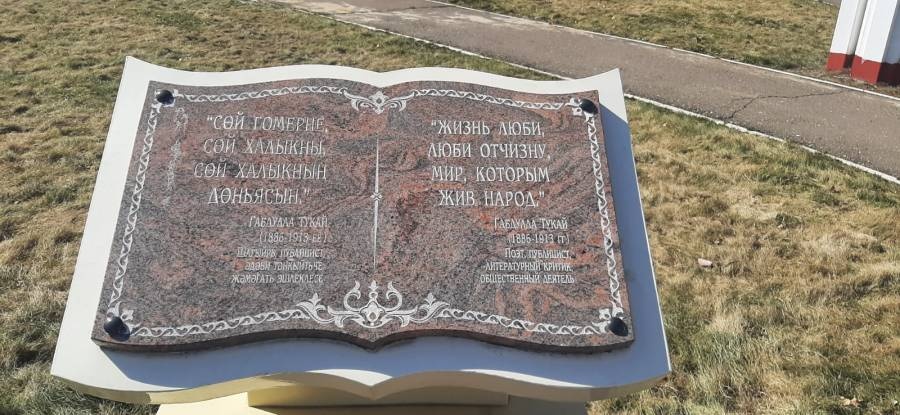 "СӨЙ ГОМЕРНЕ,
СӨЙ ХАЛЫКНЫ,
СӨЙ ХАЛЫКНЫҢ
ДӨНЬЯСЫН."
ГАБДУЛЛА ТУКАЙ
(1886-1913 ЕЕ)
ШАГЫЙРЬ, ПУБЛИЦИСТ,
ӘДӘБИ ТӘНКЫЙТЬЧЕ,
ҖӘМӘГАТЬ ЭШЛЕКЛЕСЕ
"ЖИЗНЬ ЛЮБИ,
ЛЮБИ ОТЧИЗНУ,
МИР, КОТОРЫМ
ЖИВ НАРОД."
ГАБДУЛЛА ТУКАЙ
(1886-1913 ГГ)
ПОЭТ, ПУБЛИЦИСТ,
ЛИТЕРАТУРНЫЙ КРИТИК,
ОБЩЕСТВЕННЫЙ ДЕЯТЕЛЬ